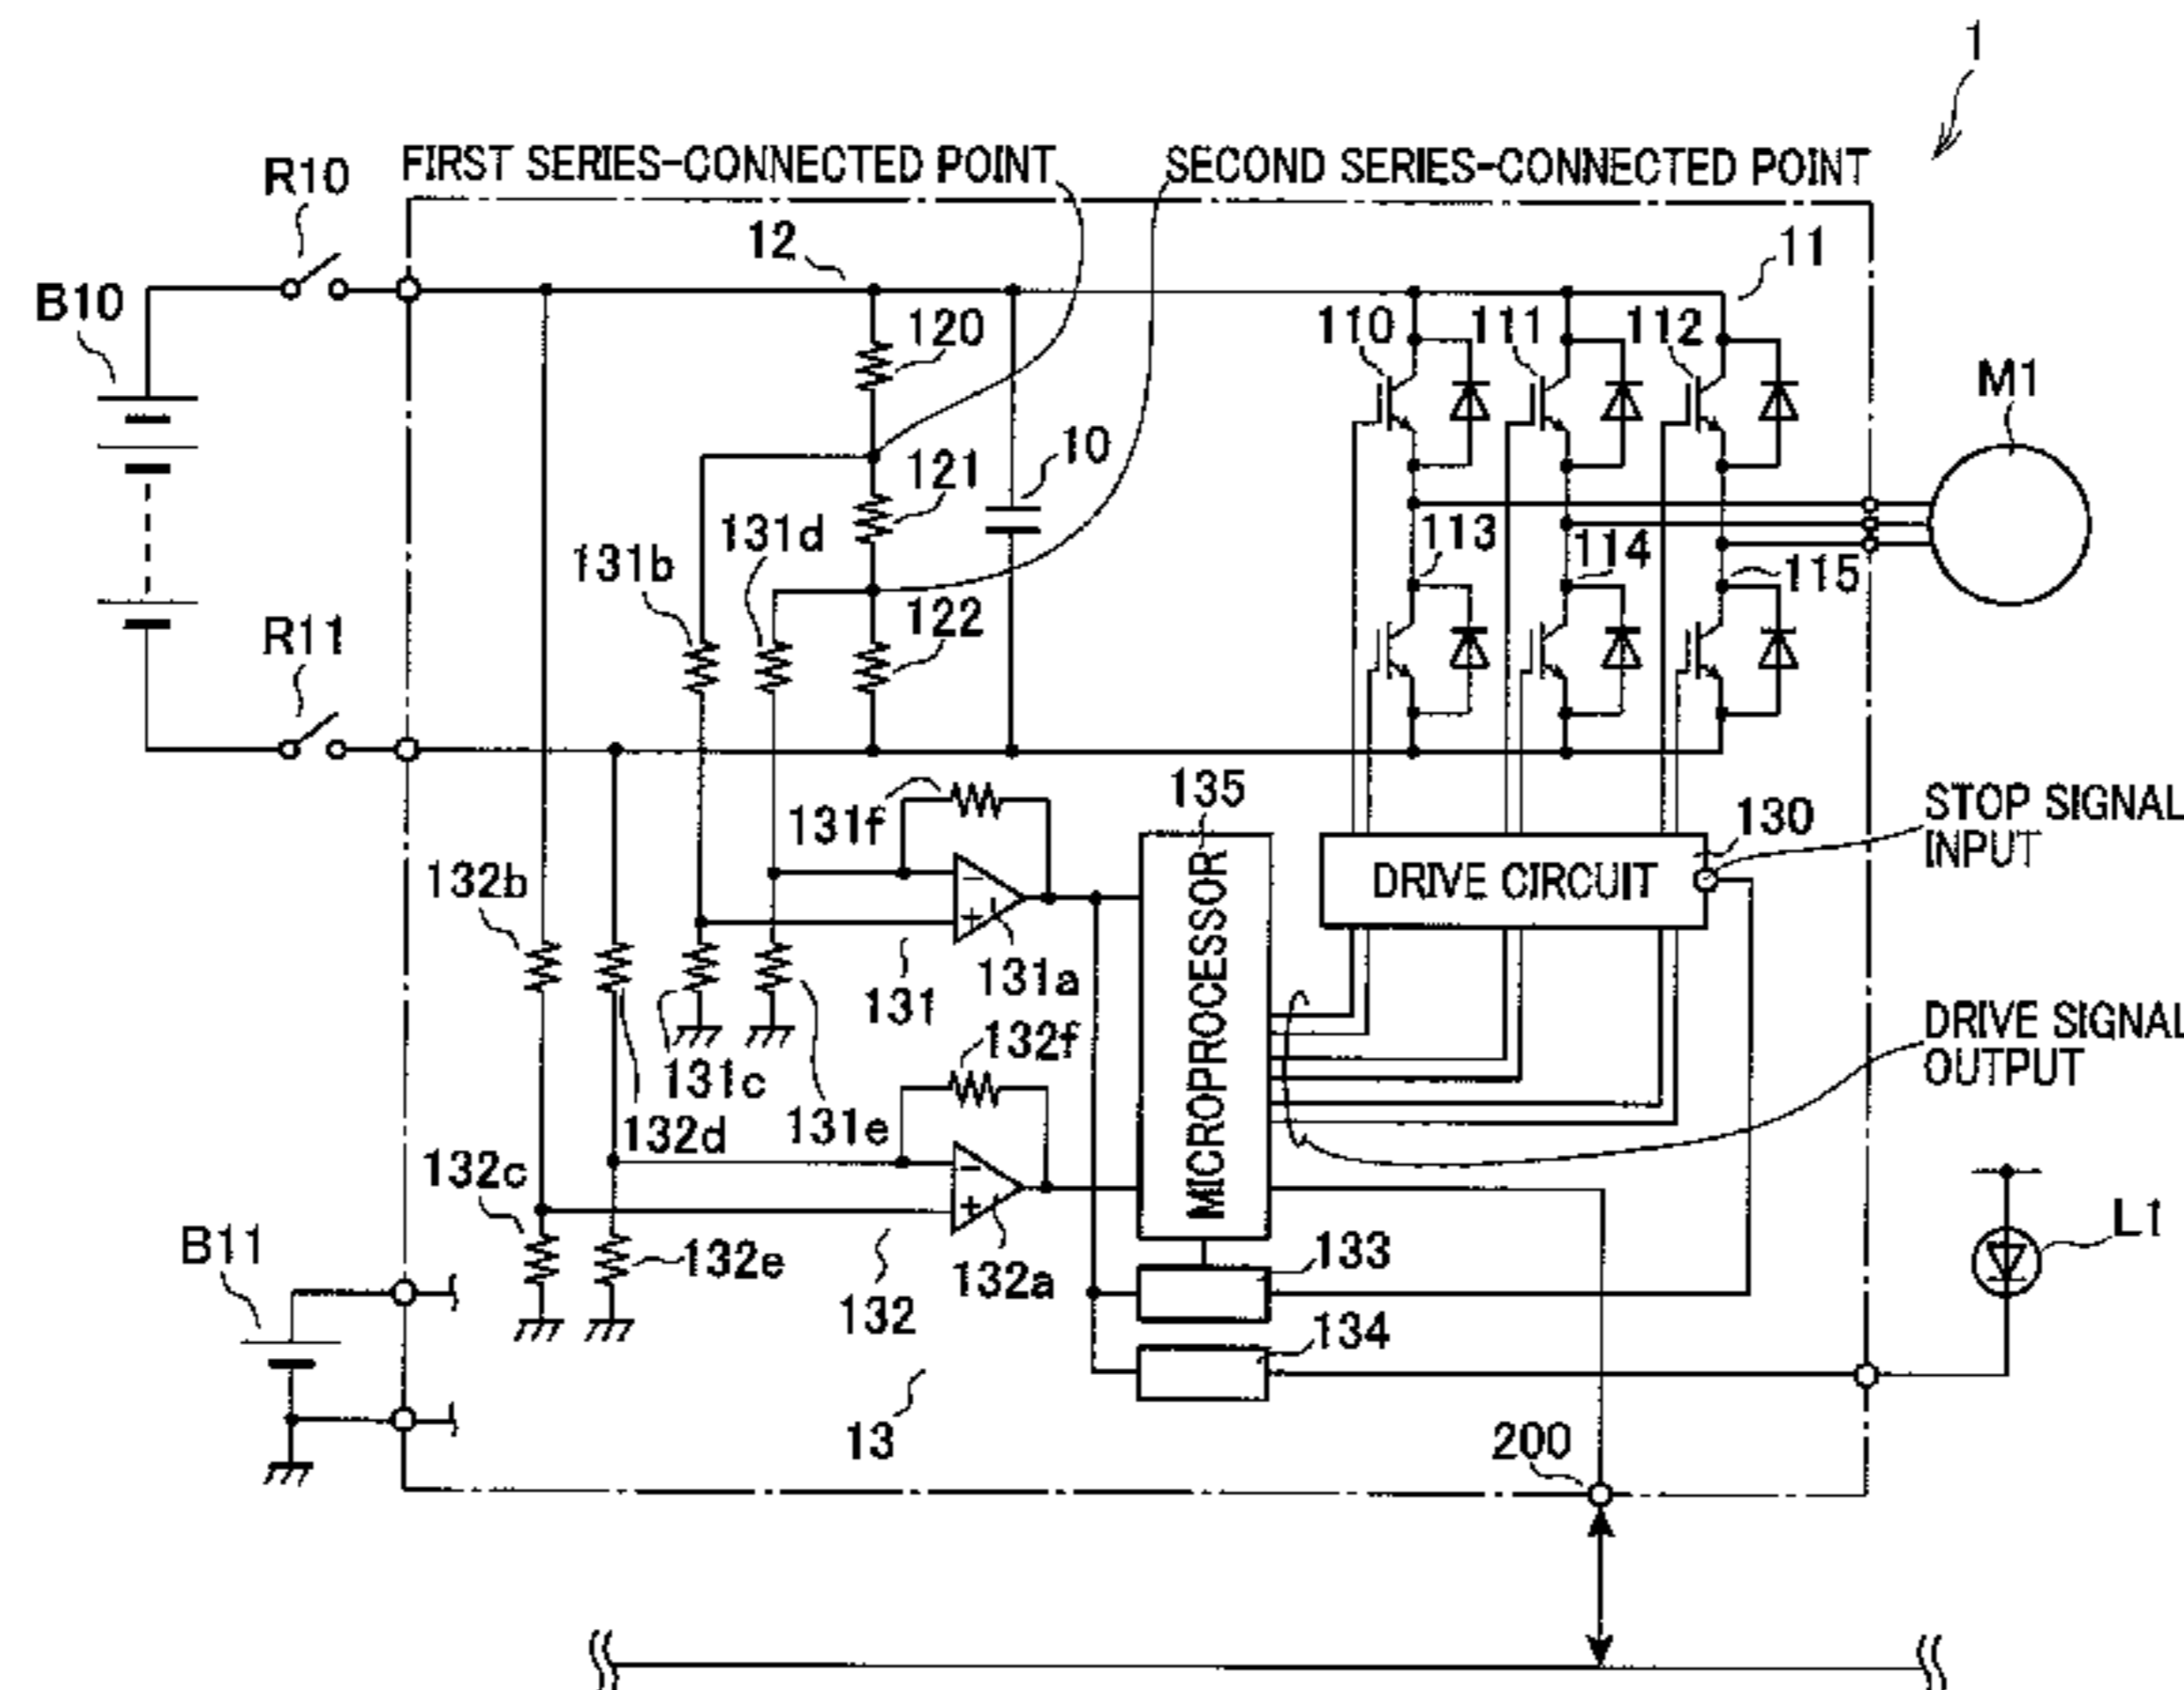 1
FIRST SERIES-CONNECTED POINT
SECOND SERIES-CONNECTED POINT
R10
12
11
B10
120
110
111
112
M1
121
10
131d
113
114
115
131b
122
R11
135
STOP SIGNAL
INPUT
131f
130
132b
MICROPROCESSOR
DRIVE CIRCUIT
−
+
131a
131
DRIVE SIGNAL
OUTPUT
132f
131c
131e
132d
132c
−
+
L1
B11
132e
132a
133
132
134
13
200